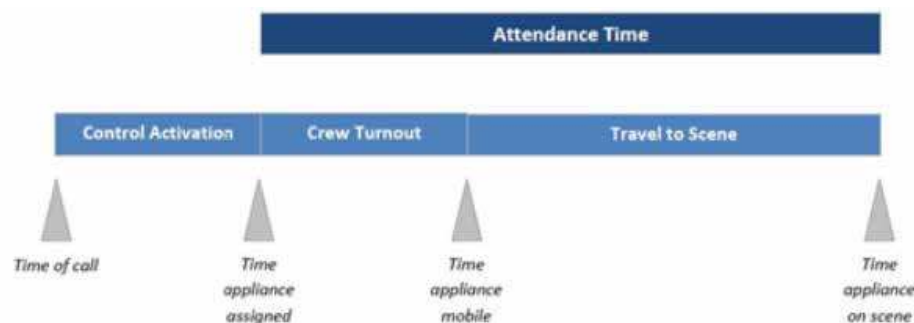 Attendance Time
Control Activation
Crew Turnout
Travel to Scene
Time of call
Time
appliance
assigned
Time
appliance
mobile
Time
appliance
on scene